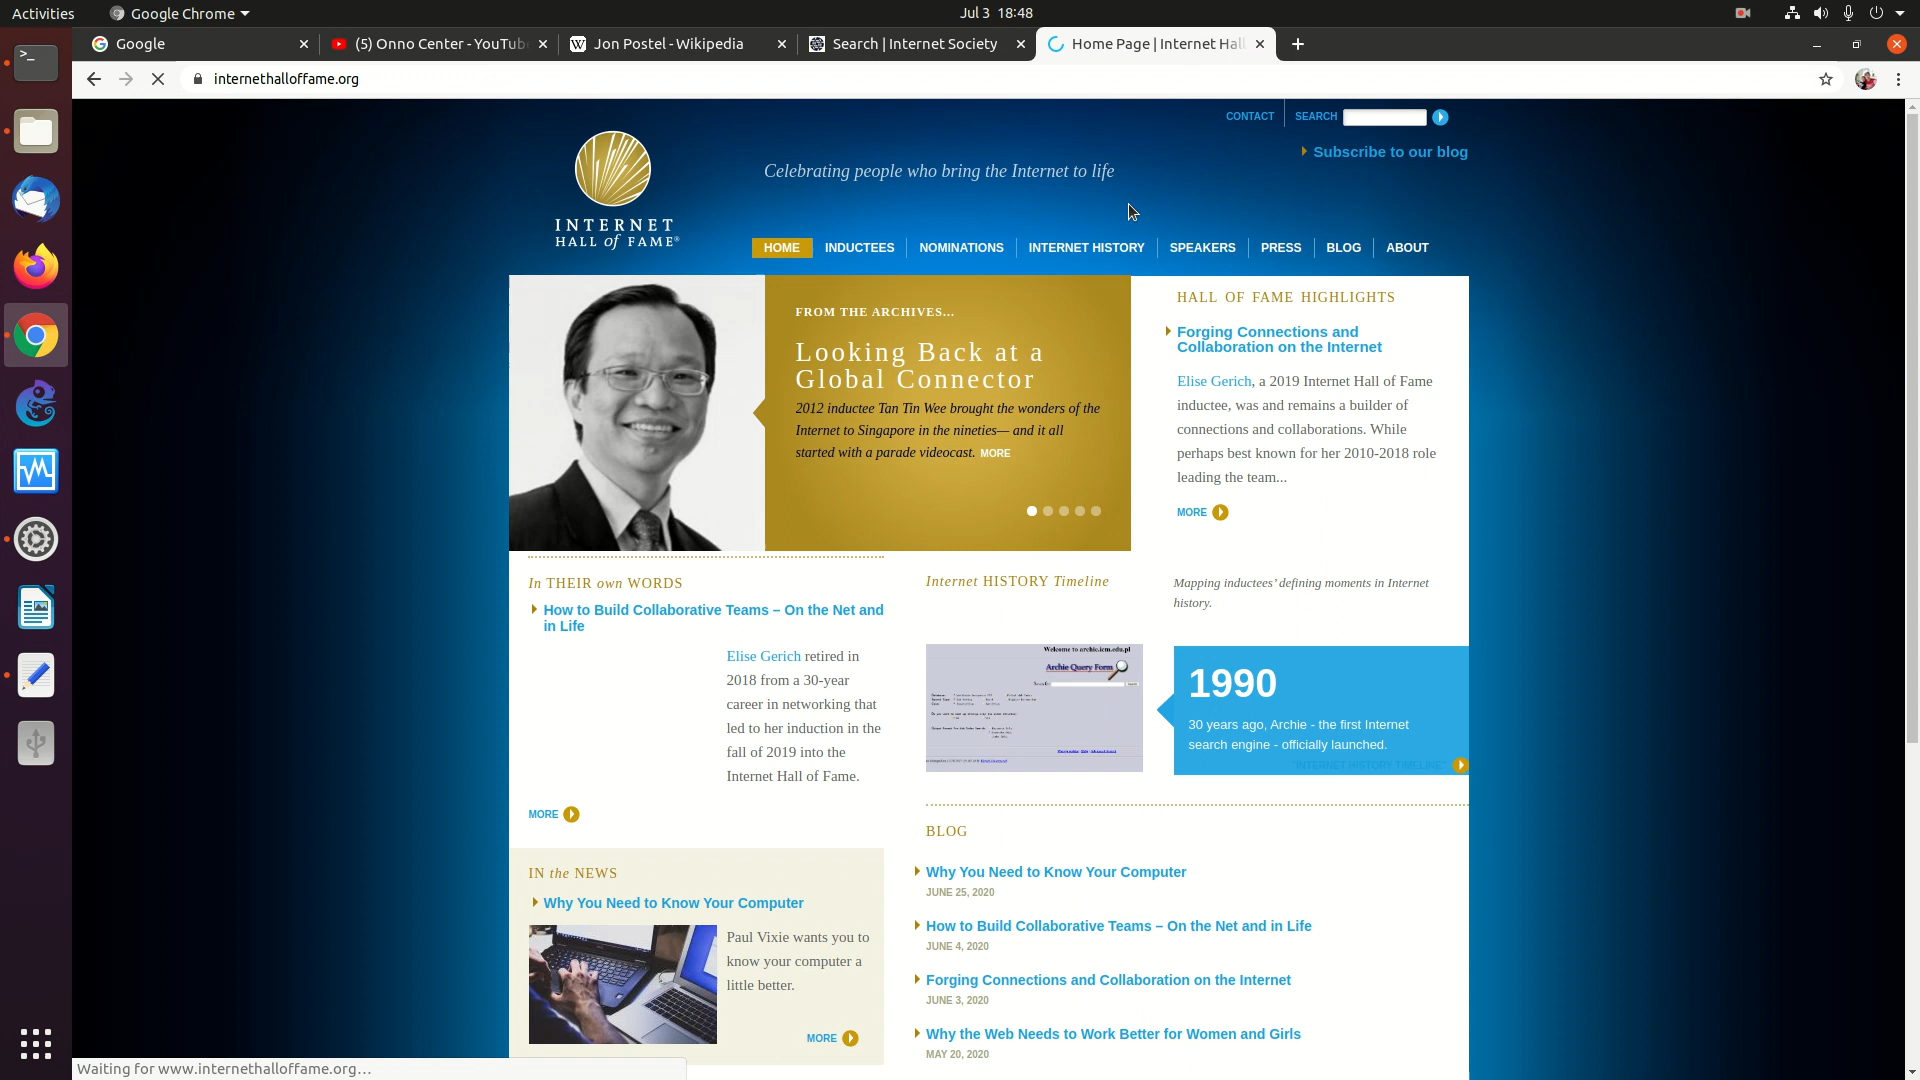 Activities
Google Chrome
Jul 3 18:48
Google
(5) Onno Center - YouTub
Jon Postel - Wikipedia
Search | Internet Society
Home Page | Internet Hal
internethalloffame.org
CONTACT
SEARCH
Subscribe to our blog
Celebrating people who bring the Internet to life
INTERNET
HALL of FAME®
HOME
INDUCTEES
NOMINATIONS
INTERNET HISTORY
SPEAKERS
PRESS
BLOG
ABOUT
FROM THE ARCHIVES...
Looking Back at a
Global Connector
2012 inductee Tan Tin Wee brought the wonders of the
Internet to Singapore in the nineties— and it all
started with a parade videocast. MORE
HALL OF FAME HIGHLIGHTS
Forging Connections and
Collaboration on the Internet
Elise Gerich, a 2019 Internet Hall of Fame
inductee, was and remains a builder of
connections and collaborations. While
perhaps best known for her 2010-2018 role
leading the team...
MORE
In THEIR own WORDS
How to Build Collaborative Teams – On the Net and
in Life
Elise Gerich retired in
2018 from a 30-year
career in networking that
led to her induction in the
fall of 2019 into the
Internet Hall of Fame.
MORE
Internet HISTORY Timeline
Mapping inductees’ defining moments in Internet
history.
Welcome to archie.icm.edu.pl
Archie Query Form
1990
30 years ago, Archie - the first Internet
search engine - officially launched.
"INTERNET HISTORY TIMELINE"
IN the NEWS
Why You Need to Know Your Computer
Paul Vixie wants you to
know your computer a
little better.
MORE
BLOG
Why You Need to Know Your Computer
JUNE 25, 2020
How to Build Collaborative Teams – On the Net and in Life
JUNE 4, 2020
Forging Connections and Collaboration on the Internet
JUNE 3, 2020
Why the Web Needs to Work Better for Women and Girls
MAY 20, 2020
Waiting for www.internethalloffame.org…